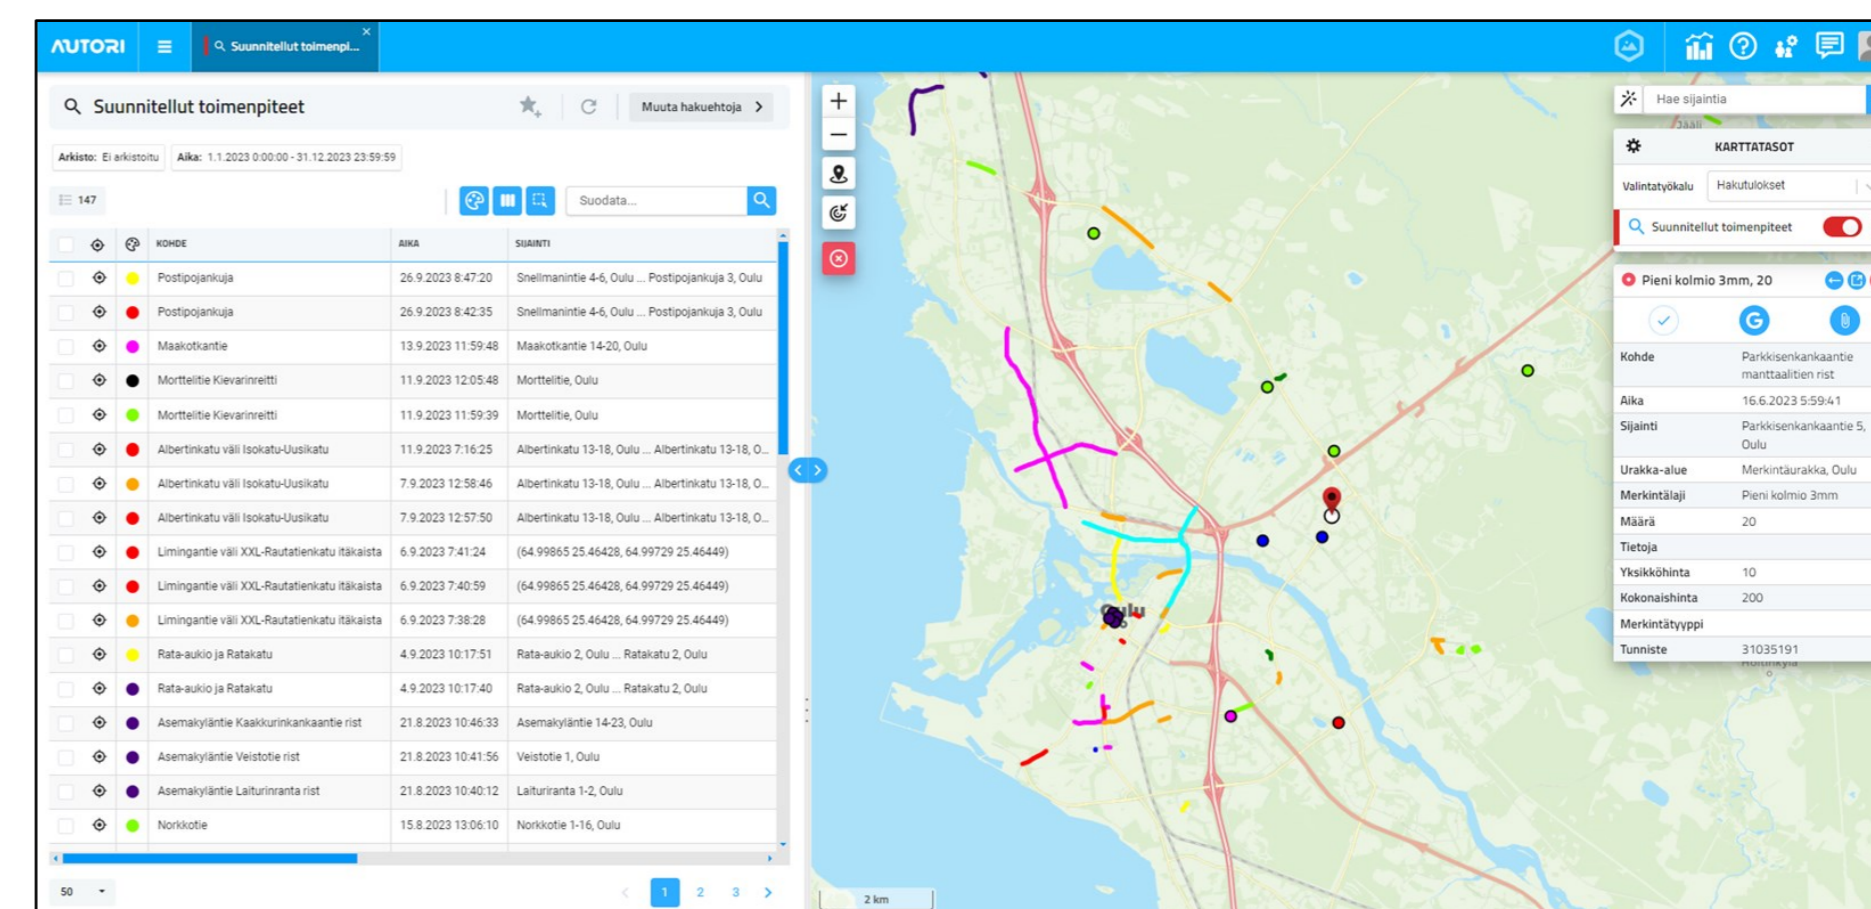 AUTORI
Suunnitellut toimenpi...
Suunnitellut toimenpiteet
Muuta hakuehtoja
Arkisto: Ei arkistoitu
Aika: 1.1.2023 0:00:00 - 31.12.2023 23:59:59
147
Suodata...
KOHDE AIKA SIJAINTI
Postipojankuja 26.9.2023 8:47:20 Snellmanintie 4-6, Oulu ... Postipojankuja 3, Oulu
Postipojankuja 26.9.2023 8:42:35 Snellmanintie 4-6, Oulu ... Postipojankuja 3, Oulu
Maakotkantie 13.9.2023 11:59:48 Maakotkantie 14-20, Oulu
Morttelitie Kievarinreitti 11.9.2023 12:05:48 Morttelitie, Oulu
Morttelitie Kievarinreitti 11.9.2023 11:59:39 Morttelitie, Oulu
Albertinkatu väli Isokatu-Uusikatu 11.9.2023 7:16:25 Albertinkatu 13-18, Oulu ... Albertinkatu 13-18, O...
Albertinkatu väli Isokatu-Uusikatu 7.9.2023 12:58:46 Albertinkatu 13-18, Oulu ... Albertinkatu 13-18, O...
Albertinkatu väli Isokatu-Uusikatu 7.9.2023 12:57:50 Albertinkatu 13-18, Oulu ... Albertinkatu 13-18, O...
Limingantie väli XXL-Rautatienkatu itäkaista 6.9.2023 7:41:24 (64.99865 25.46428, 64.99729 25.46449)
Limingantie väli XXL-Rautatienkatu itäkaista 6.9.2023 7:40:59 (64.99865 25.46428, 64.99729 25.46449)
Limingantie väli XXL-Rautatienkatu itäkaista 6.9.2023 7:38:28 (64.99865 25.46428, 64.99729 25.46449)
Rata-aukio ja Ratakatu 4.9.2023 10:17:51 Rata-aukio 2, Oulu ... Ratakatu 2, Oulu
Rata-aukio ja Ratakatu 4.9.2023 10:17:40 Rata-aukio 2, Oulu ... Ratakatu 2, Oulu
Asemakyläntie Kaakkurinkankaantie rist 21.8.2023 10:46:33 Asemakyläntie 14-23, Oulu
Asemakyläntie Veistotie rist 21.8.2023 10:41:56 Veistotie 1, Oulu
Asemakyläntie Laiturinranta rist 21.8.2023 10:40:12 Laituriranta 1-2, Oulu
Norkkotie 15.8.2023 13:06:10 Norkkotie 1-16, Oulu
50
1 2 3
Oulu
2 km
Hae sijaintia
Jääli
KARTTATASOT
Valintatyökalu Hakutulokset
Suunnitellut toimenpiteet
Pieni kolmio 3mm, 20
Kohde Parkkisenkankaantie
manttaalitien rist
Aika 16.6.2023 5:59:41
Sijainti Parkkisenkankaantie 5,
Oulu
Urakka-alue Merkintäurakka, Oulu
Merkintälaji Pieni kolmio 3mm
Määrä 20
Tietoja
Yksikköhinta 10
Kokonaishinta 200
Merkintätyyppi
Tunniste 31035191